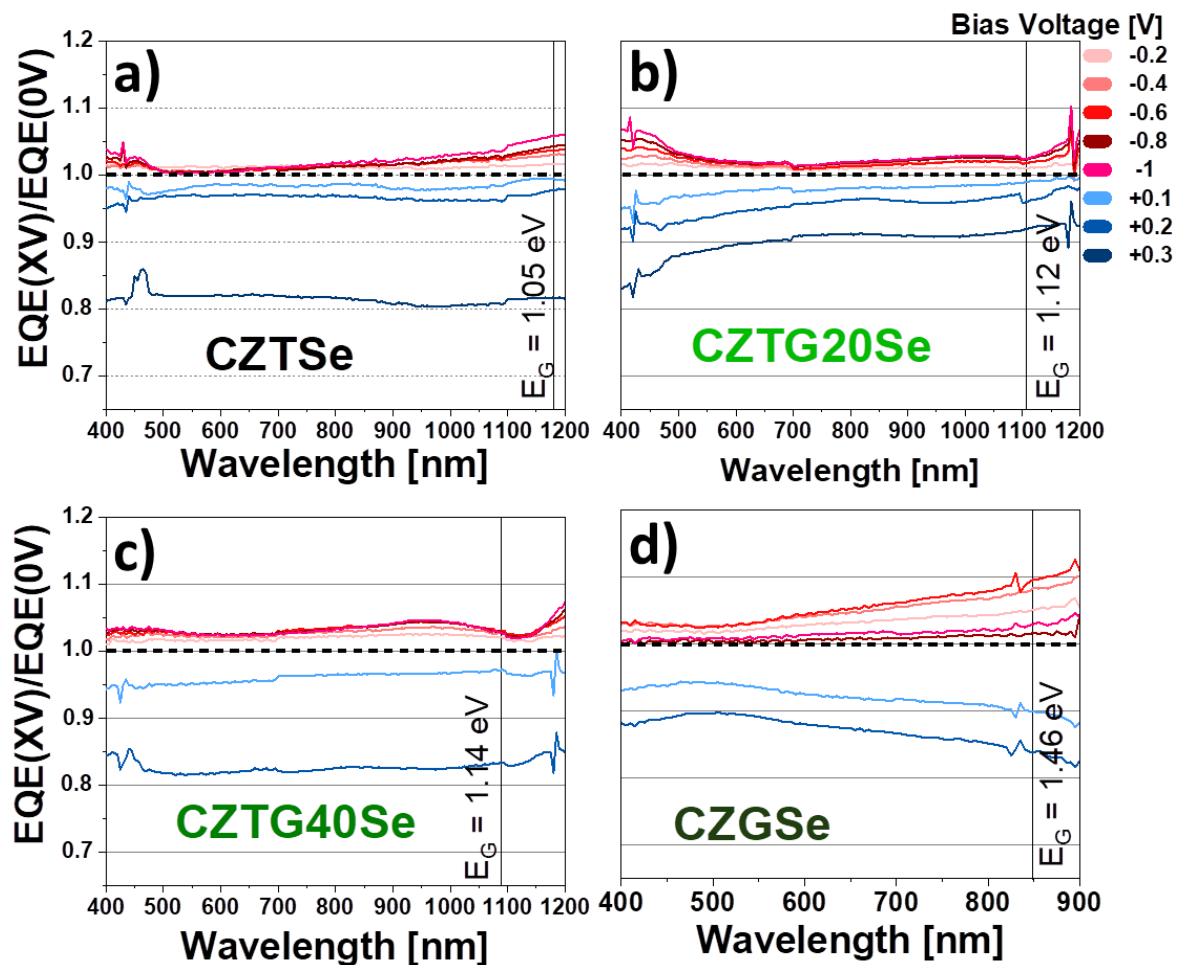 Bias Voltage [V]
-0.2
-0.4
-0.6
-0.8
-1
+0.1
+0.2
+0.3
a)
EQE(XV)/EQE(0V)
1.2
1.1
1.0
0.9
0.8
0.7
E_G = 1.05 eV
CZTSe
400 500 600 700 800 900 1000 1100 1200
Wavelength [nm]
b)
E_G = 1.12 eV
CZTG20Se
400 500 600 700 800 900 1000 1100 1200
Wavelength [nm]
c)
EQE(XV)/EQE(0V)
1.2
1.1
1.0
0.9
0.8
0.7
E_G = 1.14 eV
CZTG40Se
400 500 600 700 800 900 1000 1100 1200
Wavelength [nm]
d)
E_G = 1.46 eV
CZGSe
400 500 600 700 800 900
Wavelength [nm]